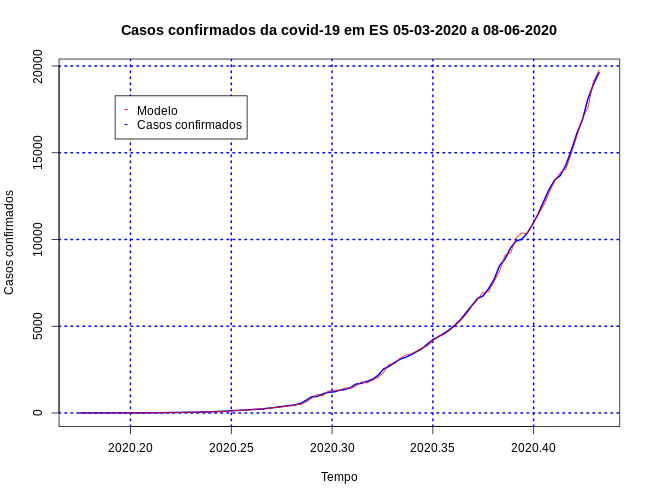 Casos confirmados da covid-19 em ES 05-03-2020 a 08-06-2020
20000
15000
10000
5000
0
Casos confirmados
Modelo
Casos confirmados
2020.20
2020.25
2020.30
2020.35
2020.40
Tempo